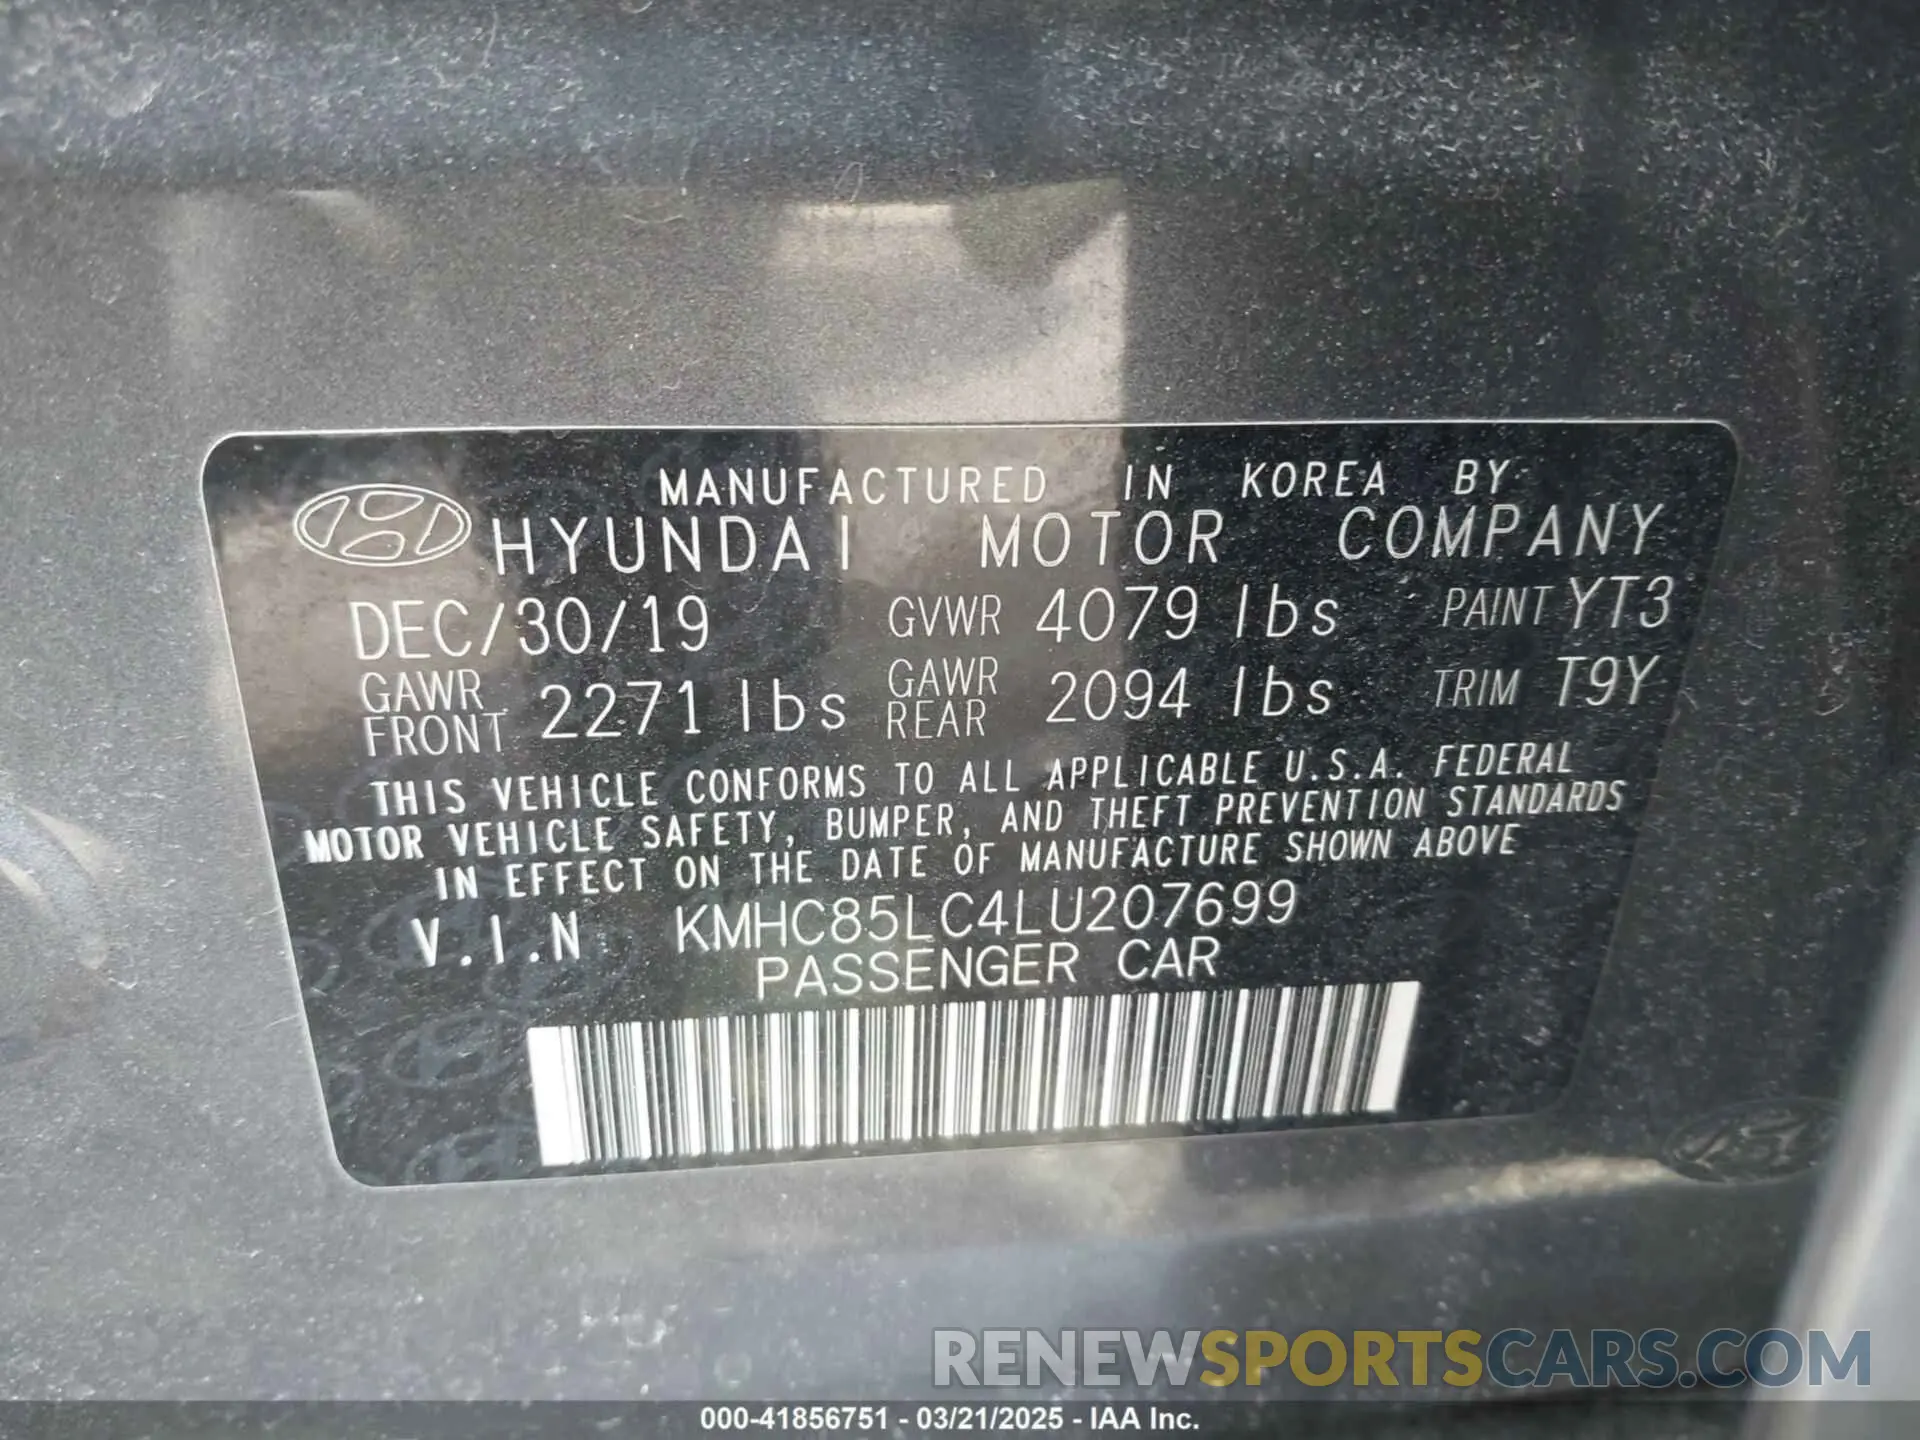 MANUFACTURED IN KOREA BY:
HYUNDAI MOTOR COMPANY
DEC/30/19 GVWR 4079 lbs PAINT YT3
GAWR FRONT 2271 lbs GAWR REAR 2094 lbs TRIM T9Y
THIS VEHICLE CONFORMS TO ALL APPLICABLE U.S.A. FEDERAL
MOTOR VEHICLE SAFETY, BUMPER, AND THEFT PREVENTION STANDARDS
IN EFFECT ON THE DATE OF MANUFACTURE SHOWN ABOVE
V.I.N KMHC85LC4LU207699
PASSENGER CAR
RENEWSPORTSCARS.COM
000-41856751 - 03/21/2025 - IAA Inc.